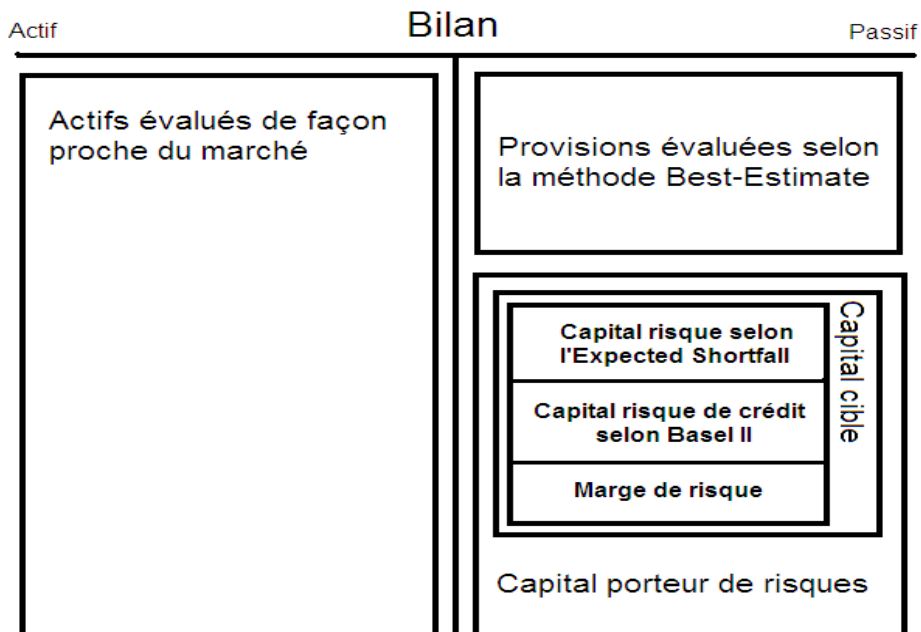 Bilan
Actif
Passif
Actifs évalués de façon
proche du marché
Provisions évaluées selon
la méthode Best-Estimate
Capital risque selon
l'Expected Shortfall
Capital risque de crédit
selon Basel II
Marge de risque
Capital cible
Capital porteur de risques